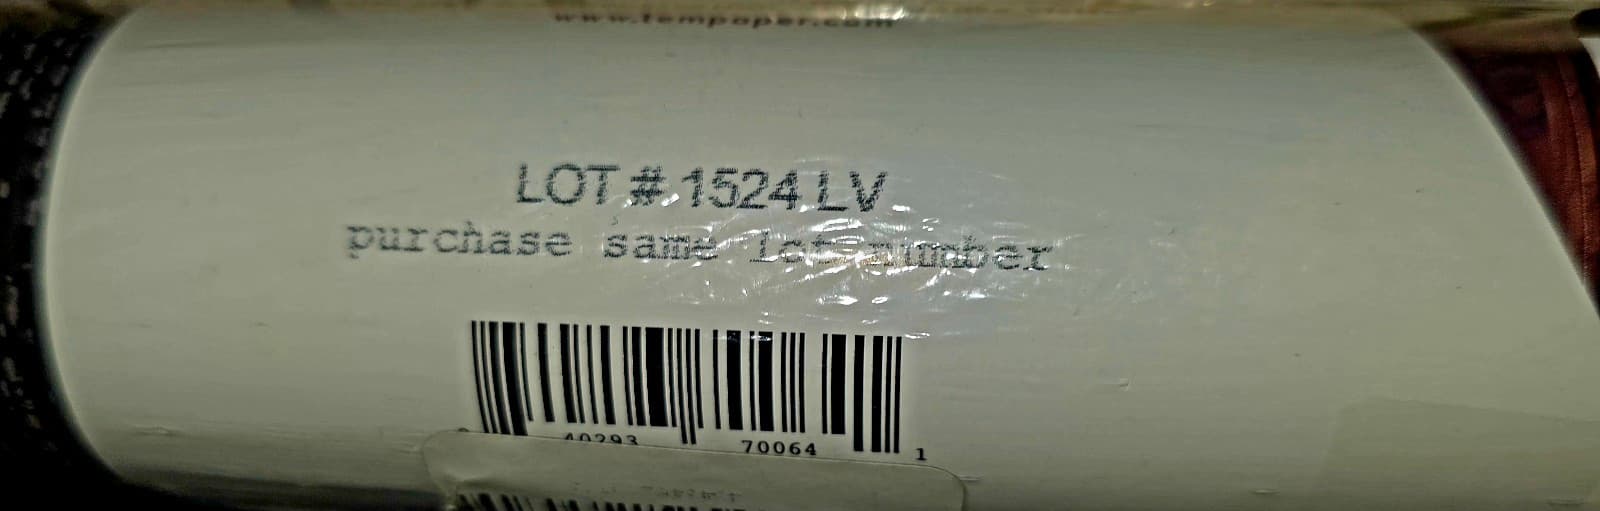 www.tempaper.com
LOT # 1524 LV
purchase same lot number
40293 70064 1